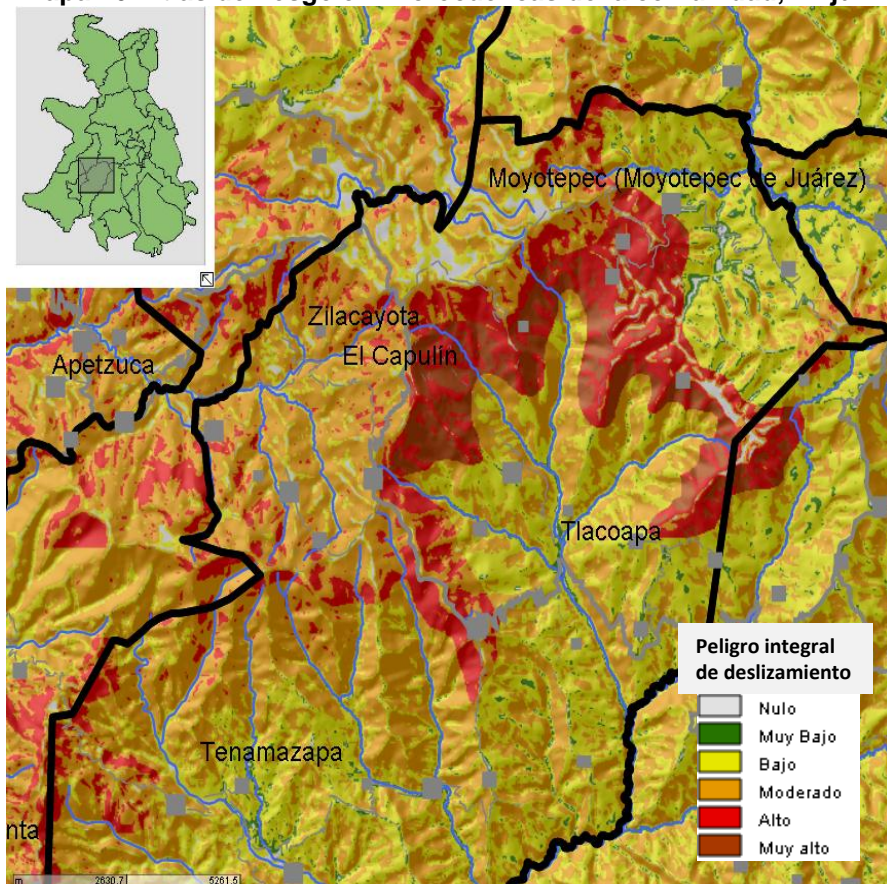 Moyotepec (Moyotepec de Juárez)
Zilacayota
El Capulín
Apetzuca
Tlacoapa
Tenamazapa
nta
Peligro integral
de deslizamiento
Nulo
Muy Bajo
Bajo
Moderado
Alto
Muy alto
m 2630.7 5261.5